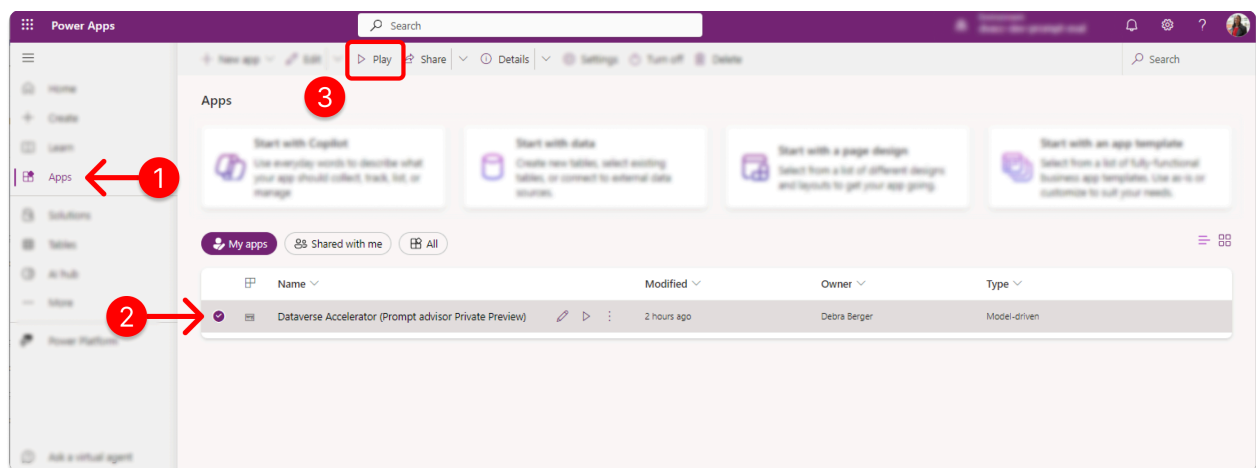 Power Apps
Search
New app
Edit
Play
Share
Details
Settings
Turn off
Delete
Search
Home
Create
Learn
Apps
Solutions
Tables
AI hub
More
Power Platform
Ask a virtual agent
1
2
3
Apps
Start with Copilot
Use everyday words to describe what
your app should collect, track, list, or
manage
Start with data
Create new tables, select existing
tables, or connect to external data
sources.
Start with a page design
Select from a list of different designs
and layouts to get your app going.
Start with an app template
Select from a list of fully-functional
business app templates. Use as-is or
customize to suit your needs.
My apps
Shared with me
All
Name
Modified
Owner
Type
Dataverse Accelerator (Prompt advisor Private Preview)
2 hours ago
Debra Berger
Model-driven